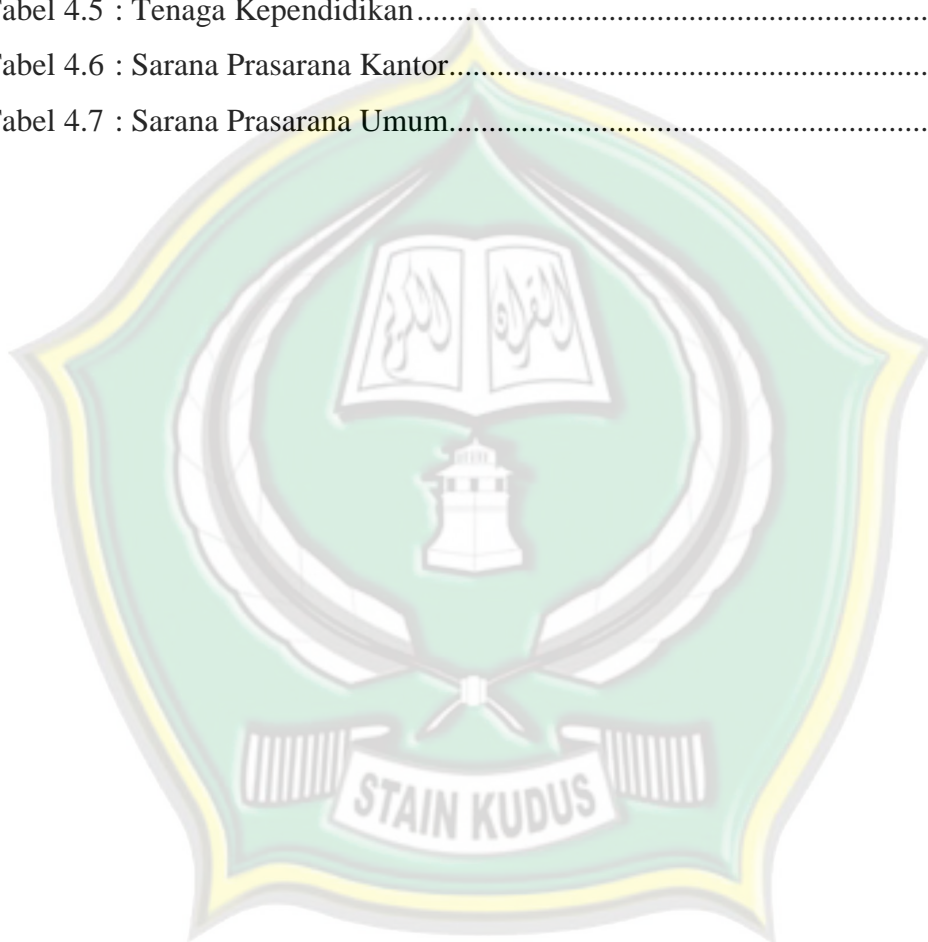 abel 4.5 : Tenaga Kependidikan.......................................................
abel 4.6 : Sarana Prasarana Kantor....................................................
abel 4.7 : Sarana Prasarana Umum....................................................
القرآن
STAIN KUDUS